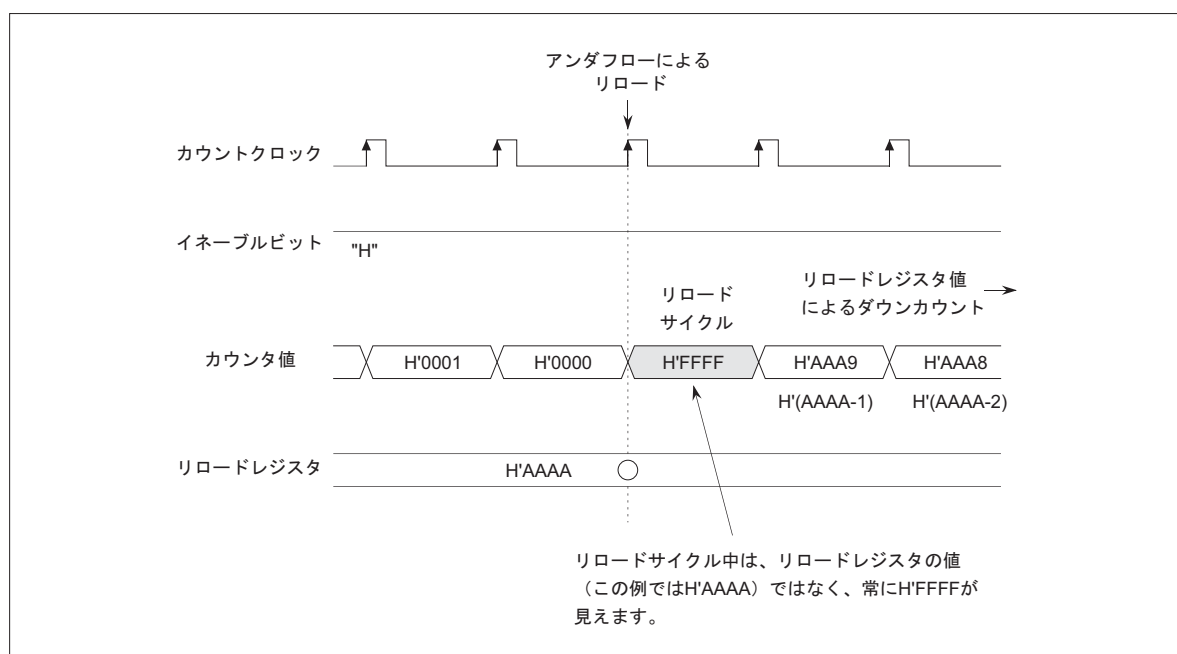 アンダフローによる
リロード
カウントクロック
イネーブルビット
"H"
リロードレジスタ値
によるダウンカウント
リロード
サイクル
カウンタ値
H'0001
H'0000
H'FFFF
H'AAA9
H'AAA8
H'(AAAA-1)
H'(AAAA-2)
リロードレジスタ
H'AAAA
リロードサイクル中は、リロードレジスタの値
（この例ではH'AAAA）ではなく、常にH'FFFFが
見えます。